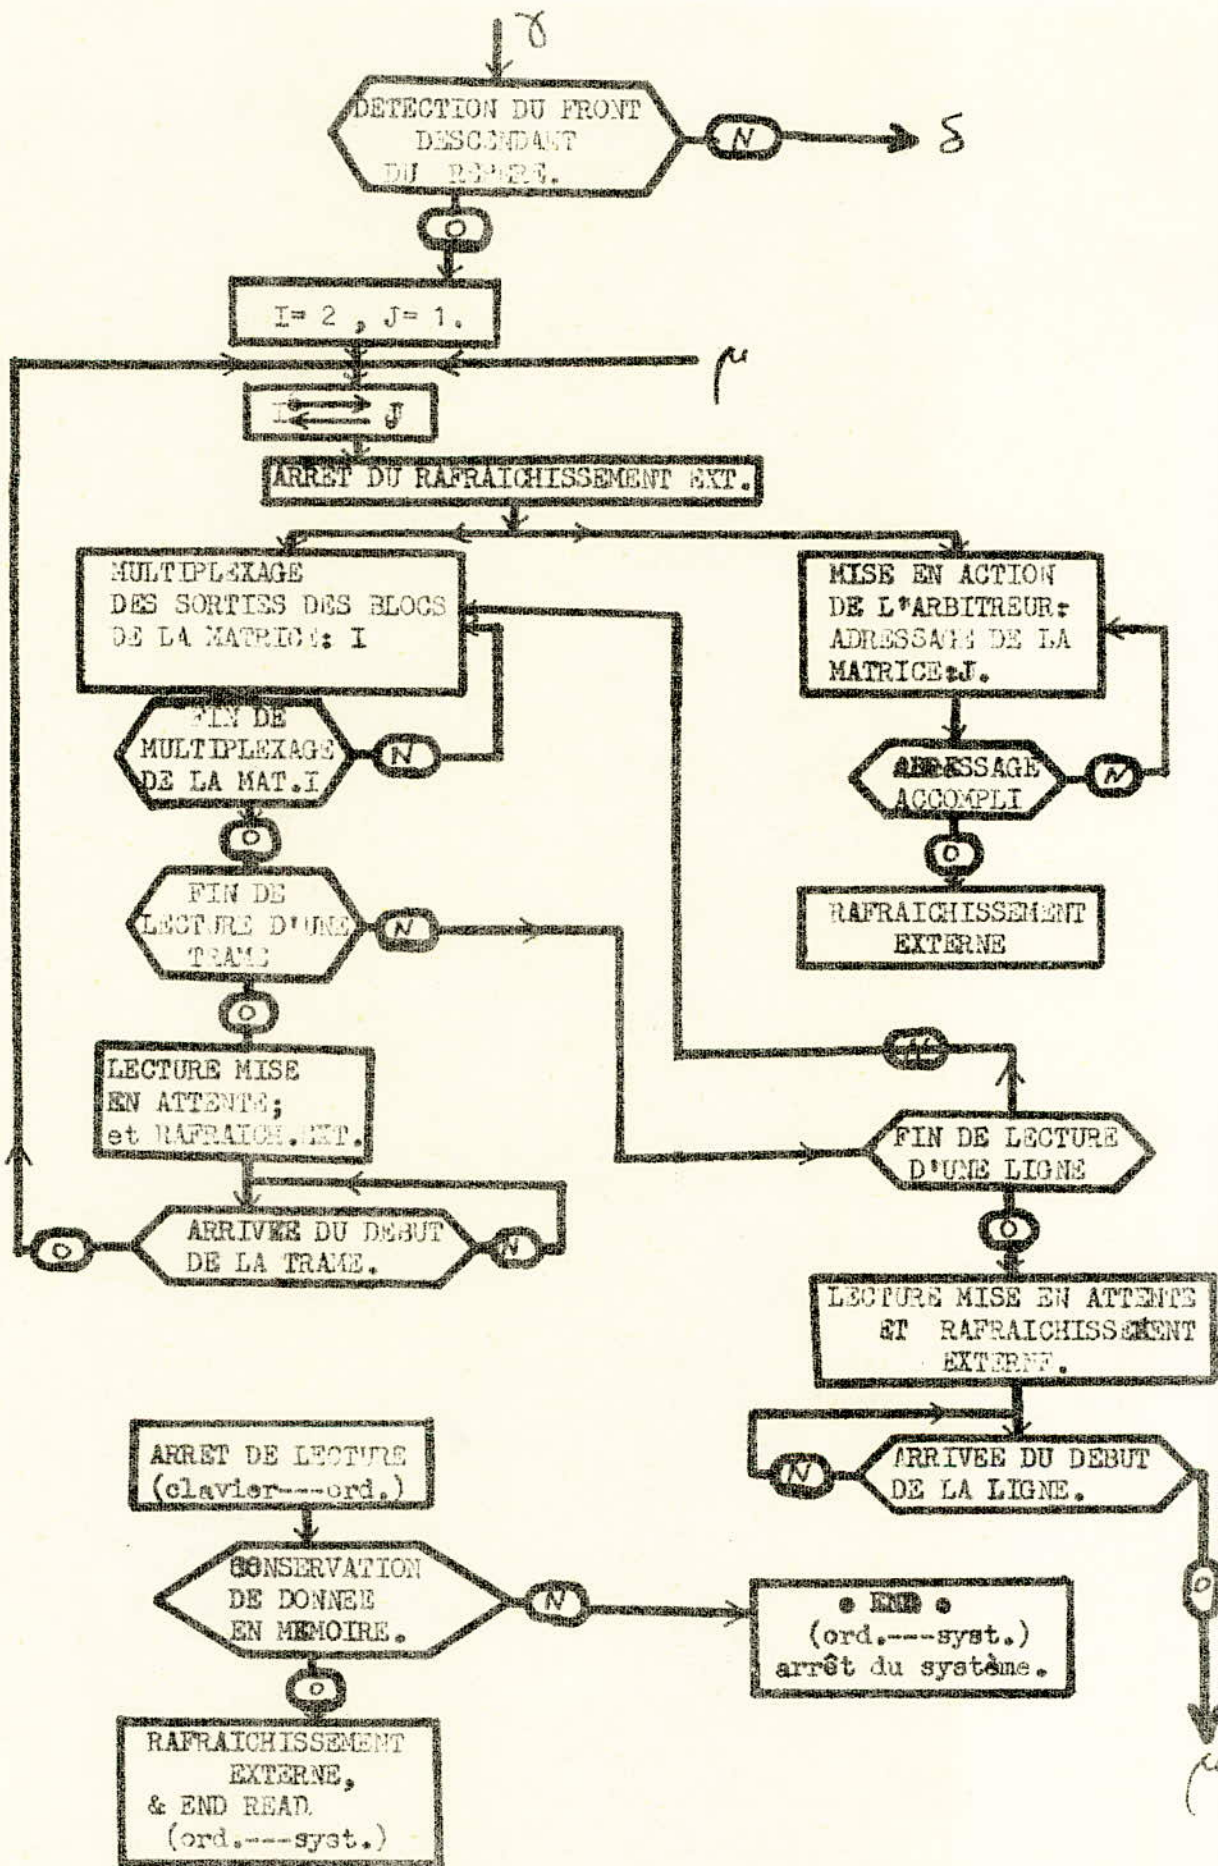 γ
DETECTION DU FRONT
DESCENDANT
DU REPERE.
N
δ
O
I= 2 , J= 1.
μ
I J
ARRET DU RAFRAICHISSEMENT EXT.
MULTIPLEXAGE
DES SORTIES DES BLOCS
DE LA MATRICE: I
MISE EN ACTION
DE L'ARBITREUR:
ADRESSAGE DE LA
MATRICE:J.
FIN DE
MULTIPLEXAGE
DE LA MAT.I
N
ADRESSAGE
ACCOMPLI
N
O
O
FIN DE
LECTURE D'UNE
TRAME
N
RAFRAICHISSEMENT
EXTERNE
O
LECTURE MISE
EN ATTENTE;
et RAFRAICH.EXT.
FIN DE LECTURE
D'UNE LIGNE
O
ARRIVEE DU DEBUT
DE LA TRAME.
N
O
LECTURE MISE EN ATTENTE
ET RAFRAICHISSEMENT
EXTERNE.
ARRET DE LECTURE
(clavier---ord.)
N
ARRIVEE DU DEBUT
DE LA LIGNE.
CONSERVATION
DE DONNEE
EN MEMOIRE.
N
• END •
(ord.---syst.)
arrêt du système.
O
O
RAFRAICHISSEMENT
EXTERNE,
& END READ
(ord.---syst.)
μ